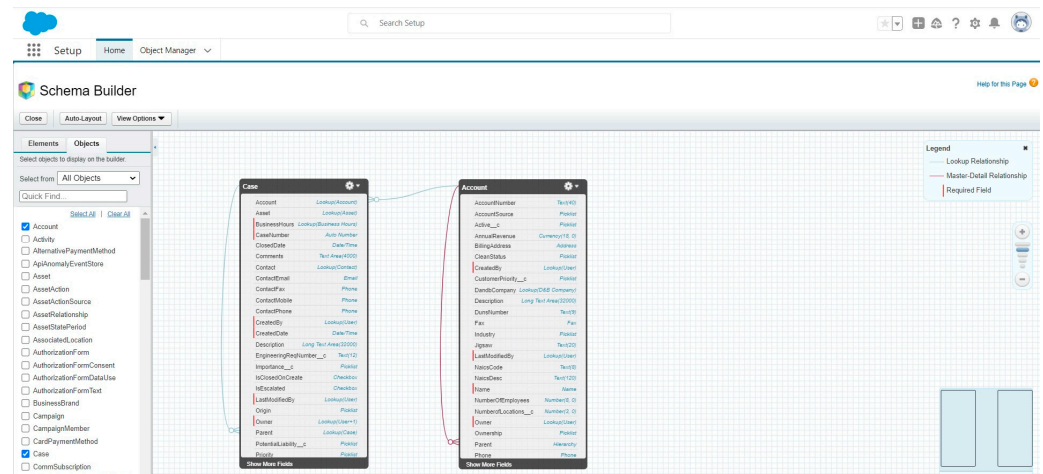 Search Setup
Setup Home Object Manager
Schema Builder
Help for this Page
Close Auto-Layout View Options
Elements Objects
Select objects to display on the builder.
Select from All Objects
Quick Find...
Select All | Clear All
Account
Activity
AlternativePaymentMethod
ApiAnomalyEventStore
Asset
AssetAction
AssetActionSource
AssetRelationship
AssetStatePeriod
AssociatedLocation
AuthorizationForm
AuthorizationFormConsent
AuthorizationFormDataUse
AuthorizationFormText
BusinessBrand
Campaign
CampaignMember
CardPaymentMethod
Case
CommSubscription
Case
Account Lookup(Account)
Asset Lookup(Asset)
BusinessHours Lookup(Business Hours)
CaseNumber Auto Number
ClosedDate Date/Time
Comments Text Area(4000)
Contact Lookup(Contact)
ContactEmail Email
ContactFax Phone
ContactMobile Phone
ContactPhone Phone
CreatedBy Lookup(User)
CreatedDate Date/Time
Description Long Text Area(32000)
EngineeringReqNumber__c Text(12)
Importance__c Picklist
IsClosedOnCreate Checkbox
IsEscalated Checkbox
LastModifiedBy Lookup(User)
Origin Picklist
Owner Lookup(User+1)
Parent Lookup(Case)
PotentialLiability__c Picklist
Priority Picklist
Show More Fields
Account
AccountNumber Text(40)
AccountSource Picklist
Active__c Picklist
AnnualRevenue Currency(18, 0)
BillingAddress Address
CleanStatus Picklist
CreatedBy Lookup(User)
CustomerPriority__c Picklist
DandbCompany Lookup(D&B Company)
Description Long Text Area(32000)
DunsNumber Text(9)
Fax Fax
Industry Picklist
Jigsaw Text(20)
LastModifiedBy Lookup(User)
NaicsCode Text(8)
NaicsDesc Text(120)
Name Name
NumberOfEmployees Number(8, 0)
NumberofLocations__c Number(3, 0)
Owner Lookup(User)
Ownership Picklist
Parent Hierarchy
Phone Phone
Show More Fields
Legend
Lookup Relationship
Master-Detail Relationship
Required Field